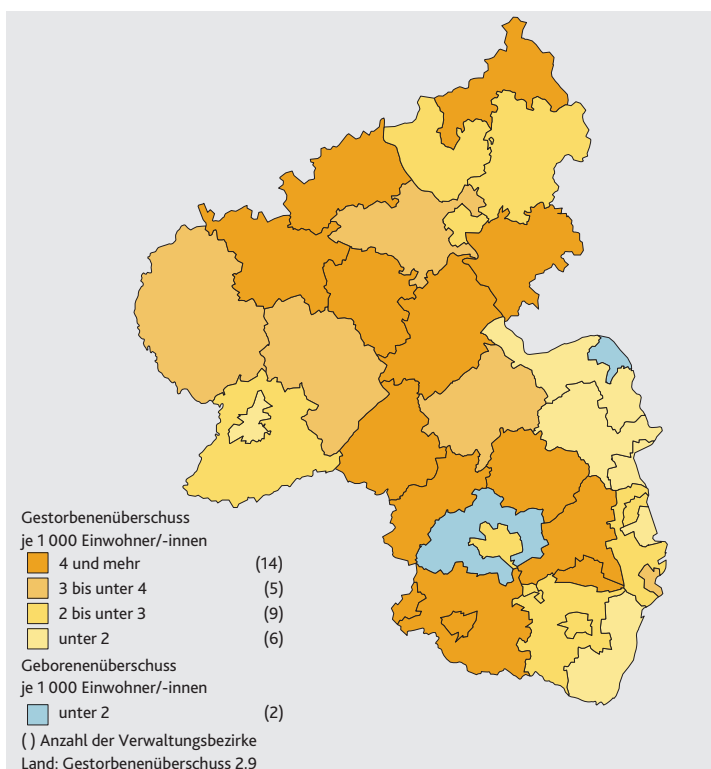 Gestorbenenüberschuss
je 1 000 Einwohner/-innen
4 und mehr (14)
3 bis unter 4 (5)
2 bis unter 3 (9)
unter 2 (6)
Geborenenüberschuss
je 1 000 Einwohner/-innen
unter 2 (2)
( ) Anzahl der Verwaltungsbezirke
Land: Gestorbenenüberschuss 2,9